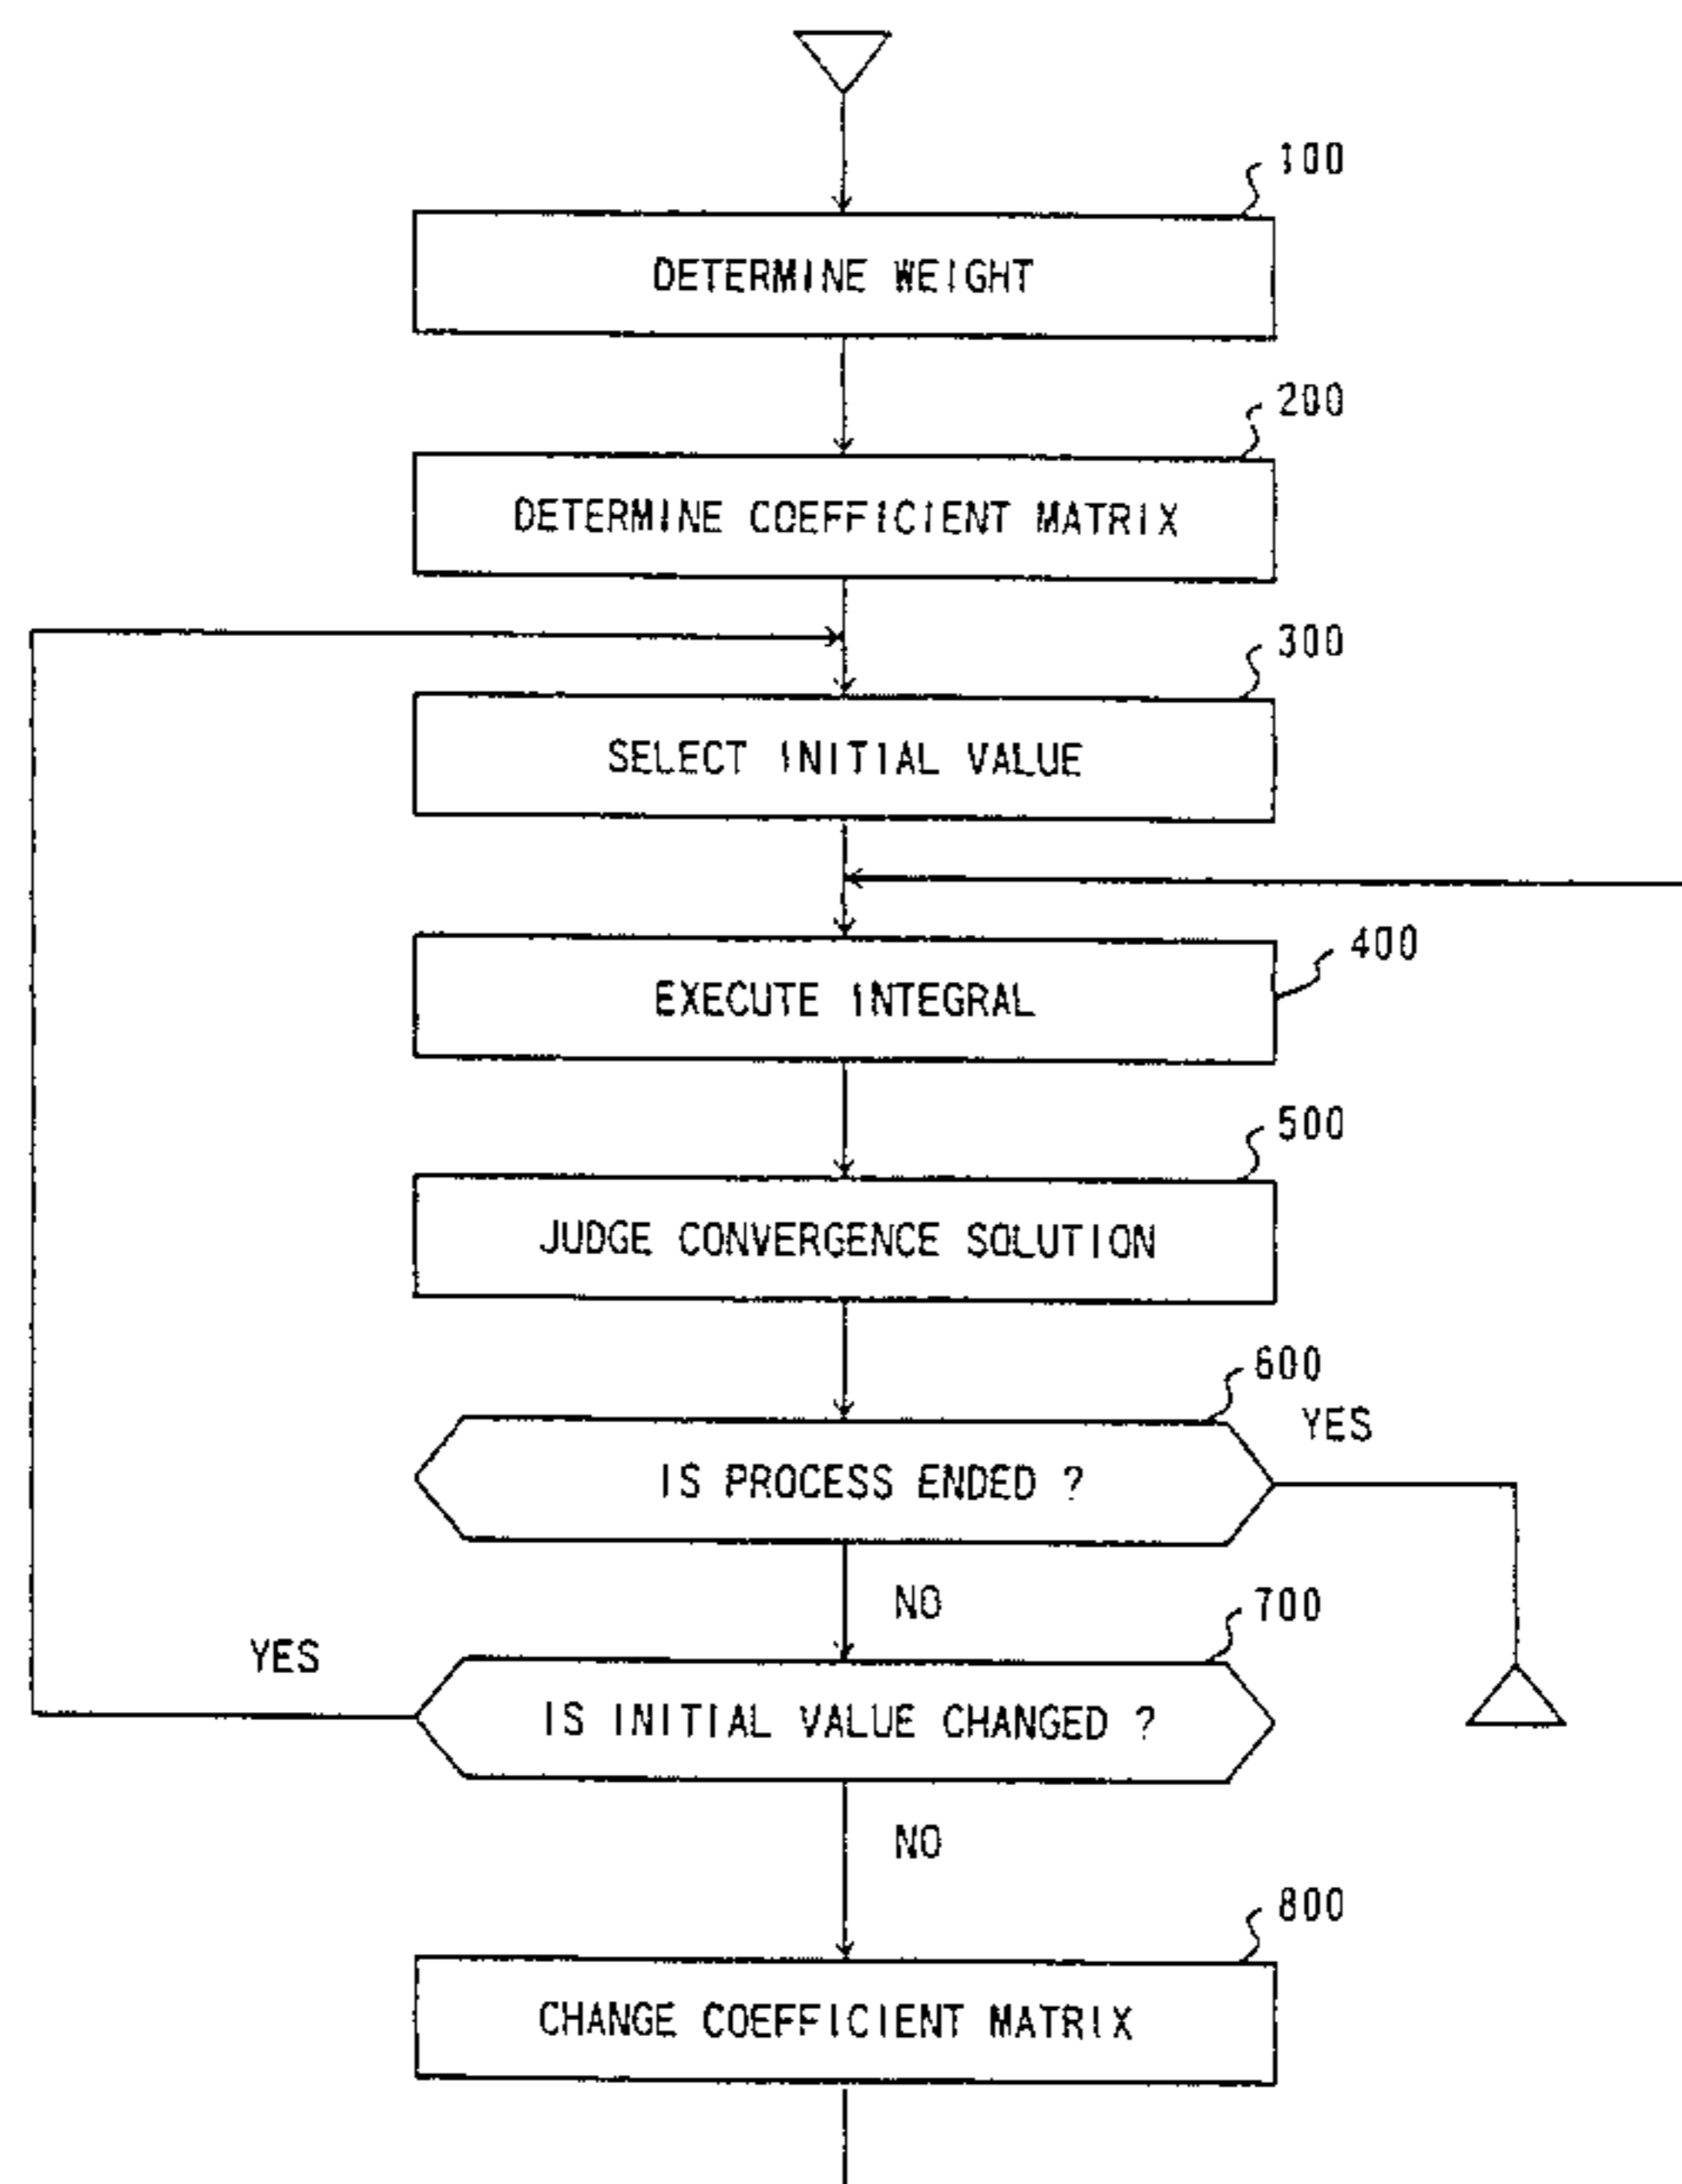 100
DETERMINE WEIGHT
200
DETERMINE COEFFICIENT MATRIX
300
SELECT INITIAL VALUE
400
EXECUTE INTEGRAL
500
JUDGE CONVERGENCE SOLUTION
600
YES
IS PROCESS ENDED ?
NO
700
YES
IS INITIAL VALUE CHANGED ?
NO
800
CHANGE COEFFICIENT MATRIX